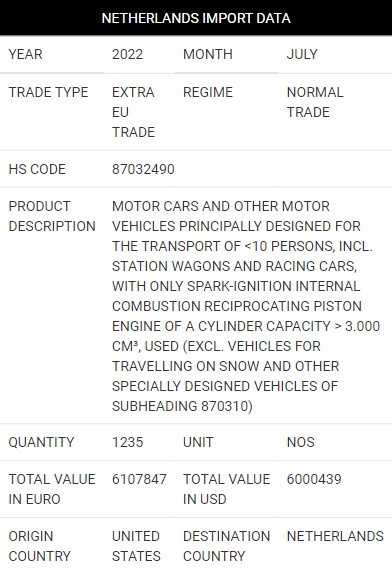 NETHERLANDS IMPORT DATA
YEAR 2022 MONTH JULY
TRADE TYPE EXTRA EU TRADE REGIME NORMAL TRADE
HS CODE 87032490
PRODUCT DESCRIPTION
MOTOR CARS AND OTHER MOTOR
VEHICLES PRINCIPALLY DESIGNED FOR
THE TRANSPORT OF <10 PERSONS, INCL.
STATION WAGONS AND RACING CARS,
WITH ONLY SPARK-IGNITION INTERNAL
COMBUSTION RECIPROCATING PISTON
ENGINE OF A CYLINDER CAPACITY > 3.000
CM³, USED (EXCL. VEHICLES FOR
TRAVELLING ON SNOW AND OTHER
SPECIALLY DESIGNED VEHICLES OF
SUBHEADING 870310)
QUANTITY 1235 UNIT NOS
TOTAL VALUE IN EURO 6107847 TOTAL VALUE IN USD 6000439
ORIGIN COUNTRY UNITED STATES DESTINATION COUNTRY NETHERLANDS